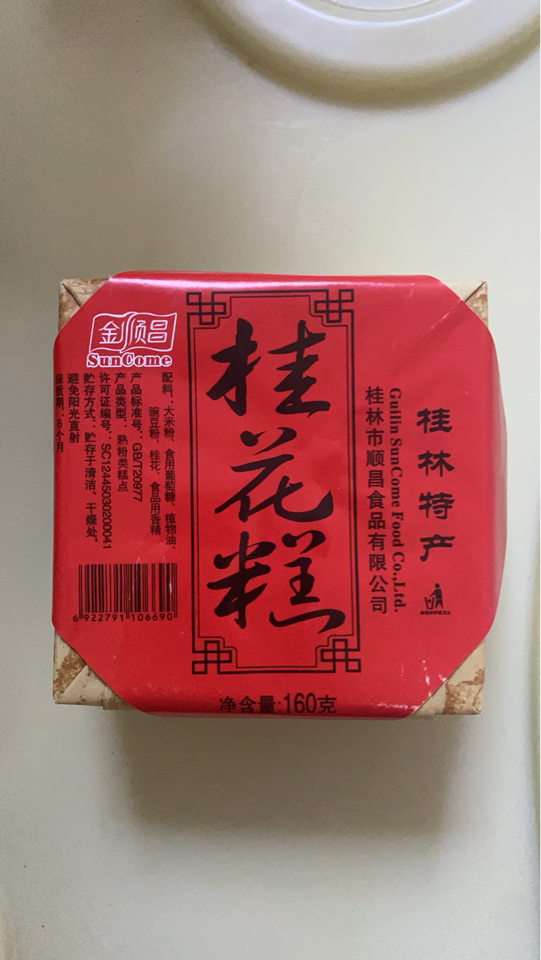 金顺昌
SunCome
桂林特产
Guilin SunCome Food Co.,Ltd.
桂林市顺昌食品有限公司
桂花糕
配料：大米粉、食用葡萄糖、植物油、
豌豆粉、桂花、食品用香精
产品标准号：GB/T20977
产品类型：熟粉类糕点
许可证编号：SC12445030200041
贮存方式：贮存于清洁、干燥处，
避免阳光直射
保质期：6个月
6 922791 106690
净含量:160克